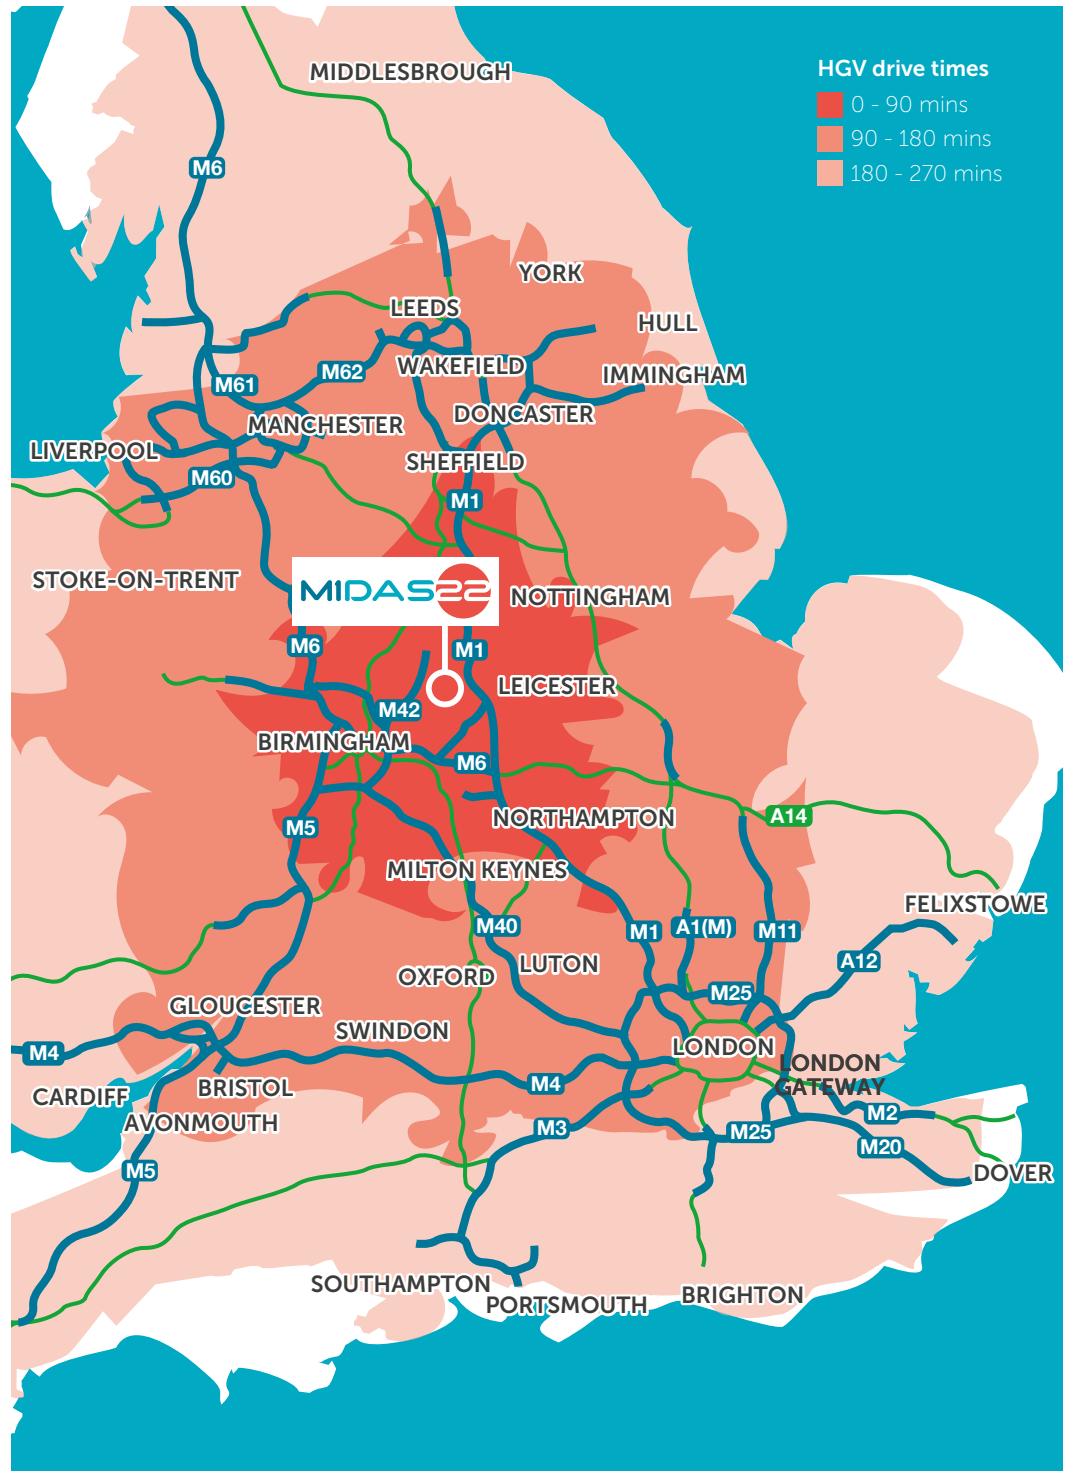 HGV drive times
0 - 90 mins
90 - 180 mins
180 - 270 mins
MIDDLESBROUGH
M6
YORK
LEEDS
HULL
WAKEFIELD
M62
IMMINGHAM
M61
DONCASTER
MANCHESTER
LIVERPOOL
SHEFFIELD
M60
M1
STOKE-ON-TRENT
M1DAS22
NOTTINGHAM
M6
M1
LEICESTER
M42
BIRMINGHAM
M6
NORTHAMPTON
A14
M5
MILTON KEYNES
FELIXSTOWE
M40
M1
A1(M)
M11
LUTON
A12
OXFORD
M25
GLOUCESTER
SWINDON
LONDON
M4
LONDON
GATEWAY
M4
BRISTOL
CARDIFF
M2
AVONMOUTH
M3
M25
M20
M5
DOVER
SOUTHAMPTON
BRIGHTON
PORTSMOUTH